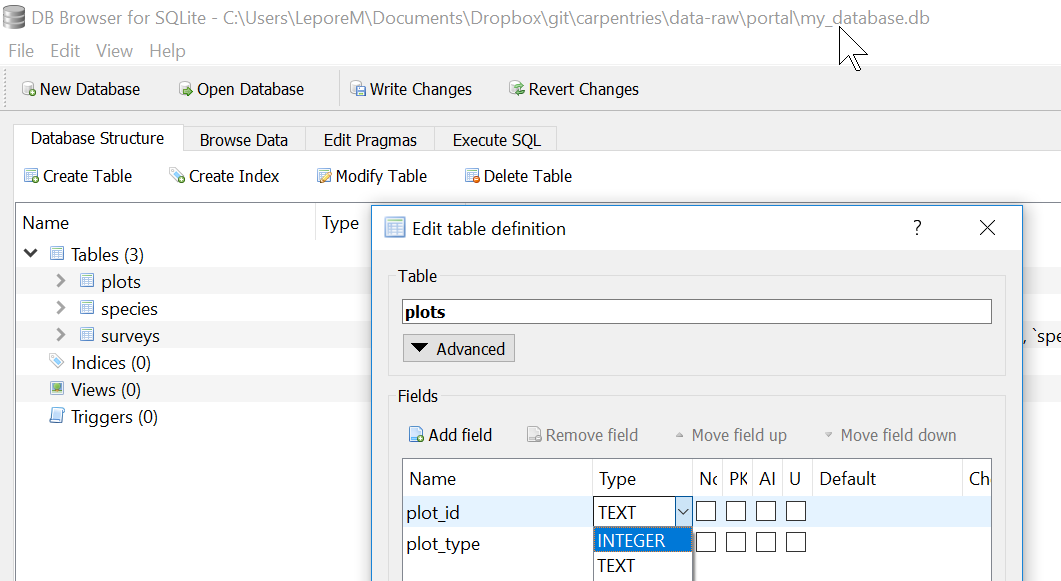 DB Browser for SQLite - C:\Users\LeporeM\Documents\Dropbox\git\carpentries\data-raw\portal\my_database.db
File Edit View Help
New Database Open Database Write Changes Revert Changes
Database Structure Browse Data Edit Pragmas Execute SQL
Create Table Create Index Modify Table Delete Table
Name Type
Tables (3)
plots
species
surveys
, `spe
Indices (0)
Views (0)
Triggers (0)
Edit table definition ?
Table
plots
Advanced
Fields
Add field Remove field Move field up Move field down
Name Type No PK AI U Default Che
plot_id TEXT
INTEGER
plot_type
TEXT